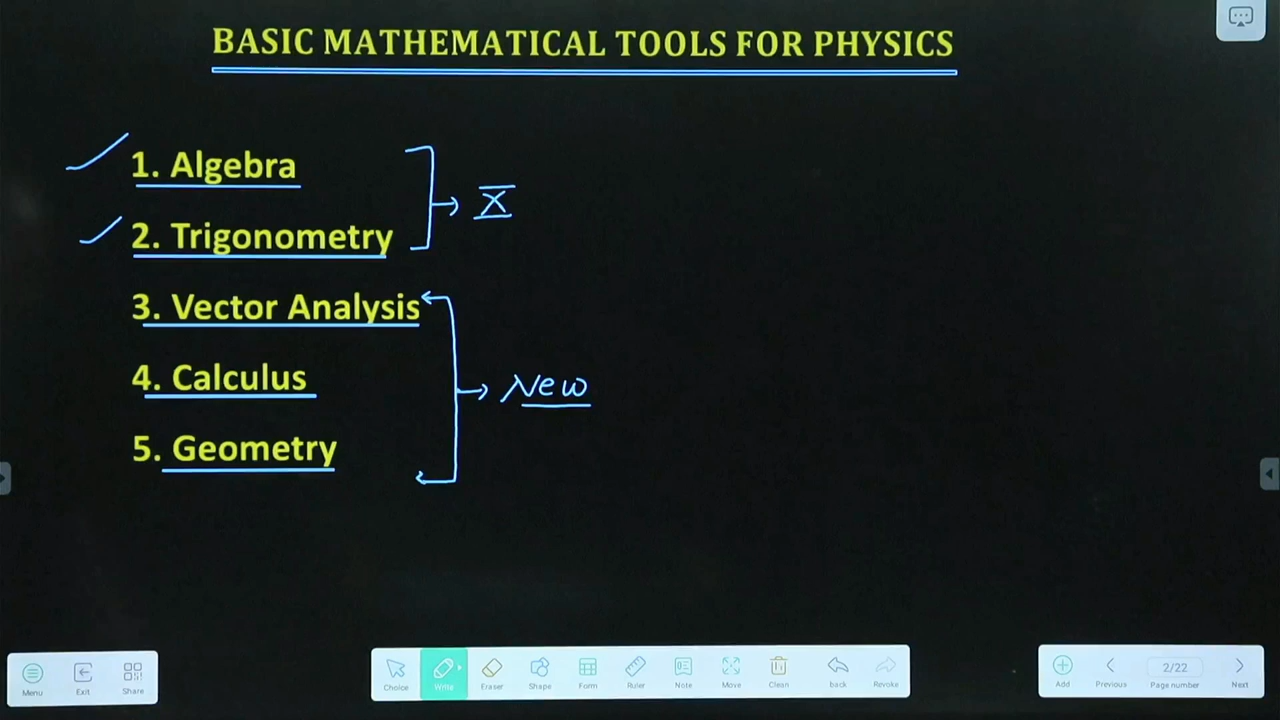 BASIC MATHEMATICAL TOOLS FOR PHYSICS
1. Algebra
2. Trigonometry
X
3. Vector Analysis
4. Calculus
New
5. Geometry
Menu
Exit
Share
Choice
Write
Eraser
Shape
Form
Ruler
Note
Move
Clean
back
Revoke
Add
Previous
2/22
Page number
Next